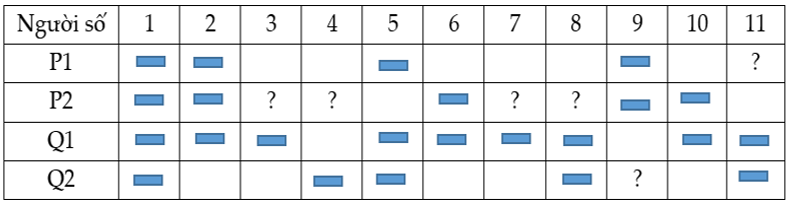 Người số 1 2 3 4 5 6 7 8 9 10 11
P1 ?
P2 ? ? ? ?
Q1
Q2 ?